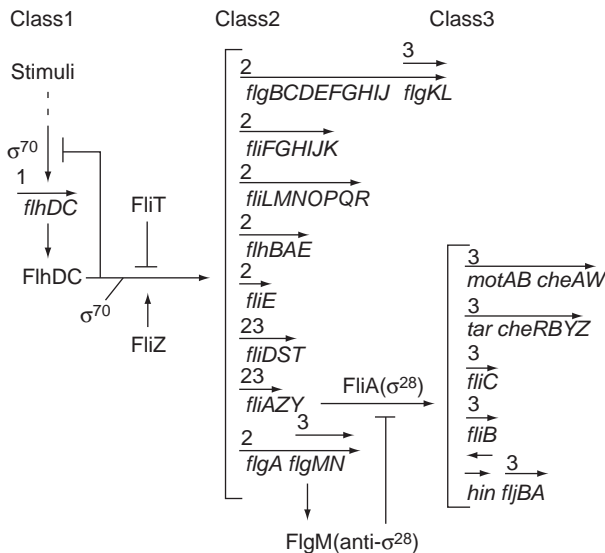 Class1 Class2 Class3
Stimuli
σ70
1
flhDC
FlhDC
σ70
FliT
FliZ
2 3
flgBCDEFGHIJ flgKL
2
fliFGHIJK
2
fliLMNOPQR
2
flhBAE
2
fliE
23
fliDST
23
fliAZY
2 3
flgA flgMN
FliA(σ28)
FlgM(anti-σ28)
3
motAB cheAW
3
tar cheRBYZ
3
fliC
3
fliB
3
hin fljBA